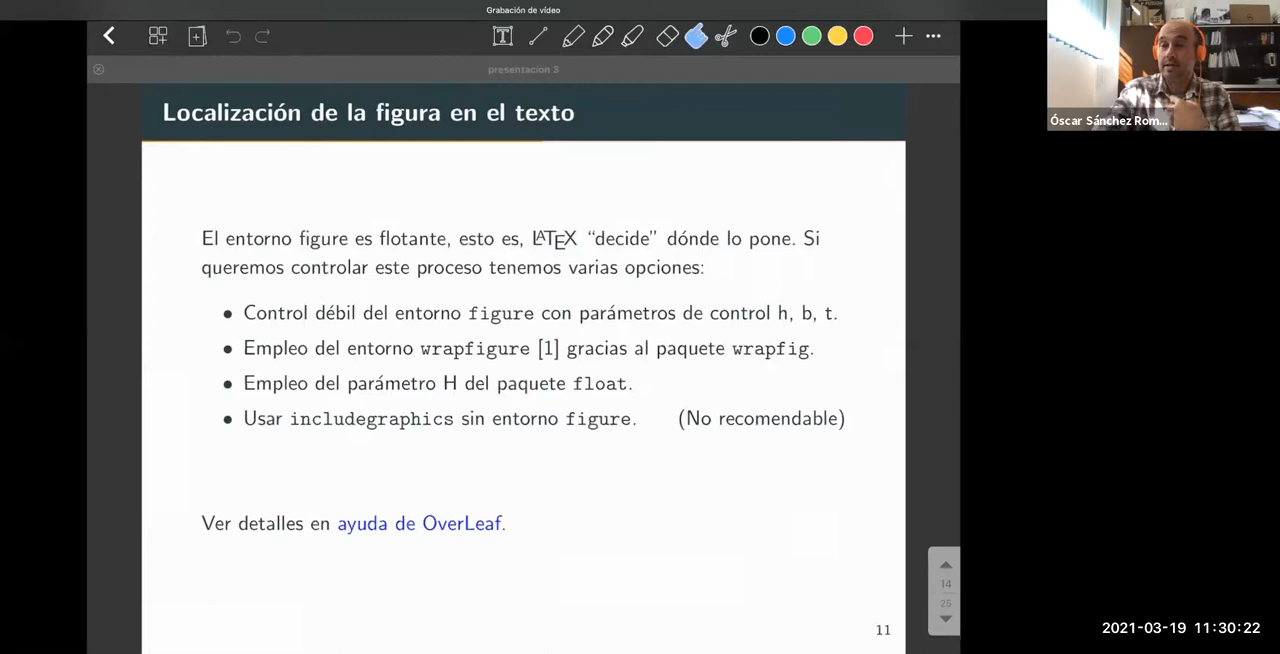 Grabación de vídeo
presentacion 3
Localización de la figura en el texto
El entorno figure es flotante, esto es, LATEX “decide” dónde lo pone. Si
queremos controlar este proceso tenemos varias opciones:
• Control débil del entorno figure con parámetros de control h, b, t.
• Empleo del entorno wrapfigure [1] gracias al paquete wrapfig.
• Empleo del parámetro H del paquete float.
• Usar includegraphics sin entorno figure. (No recomendable)
Ver detalles en ayuda de OverLeaf.
11
14
25
Óscar Sánchez Rom...
2021-03-19 11:30:22